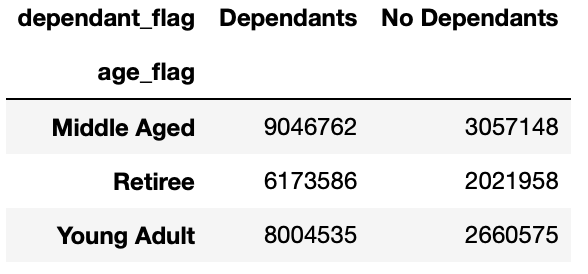 dependant_flag Dependants No Dependants
age_flag
Middle Aged 9046762 3057148
Retiree 6173586 2021958
Young Adult 8004535 2660575